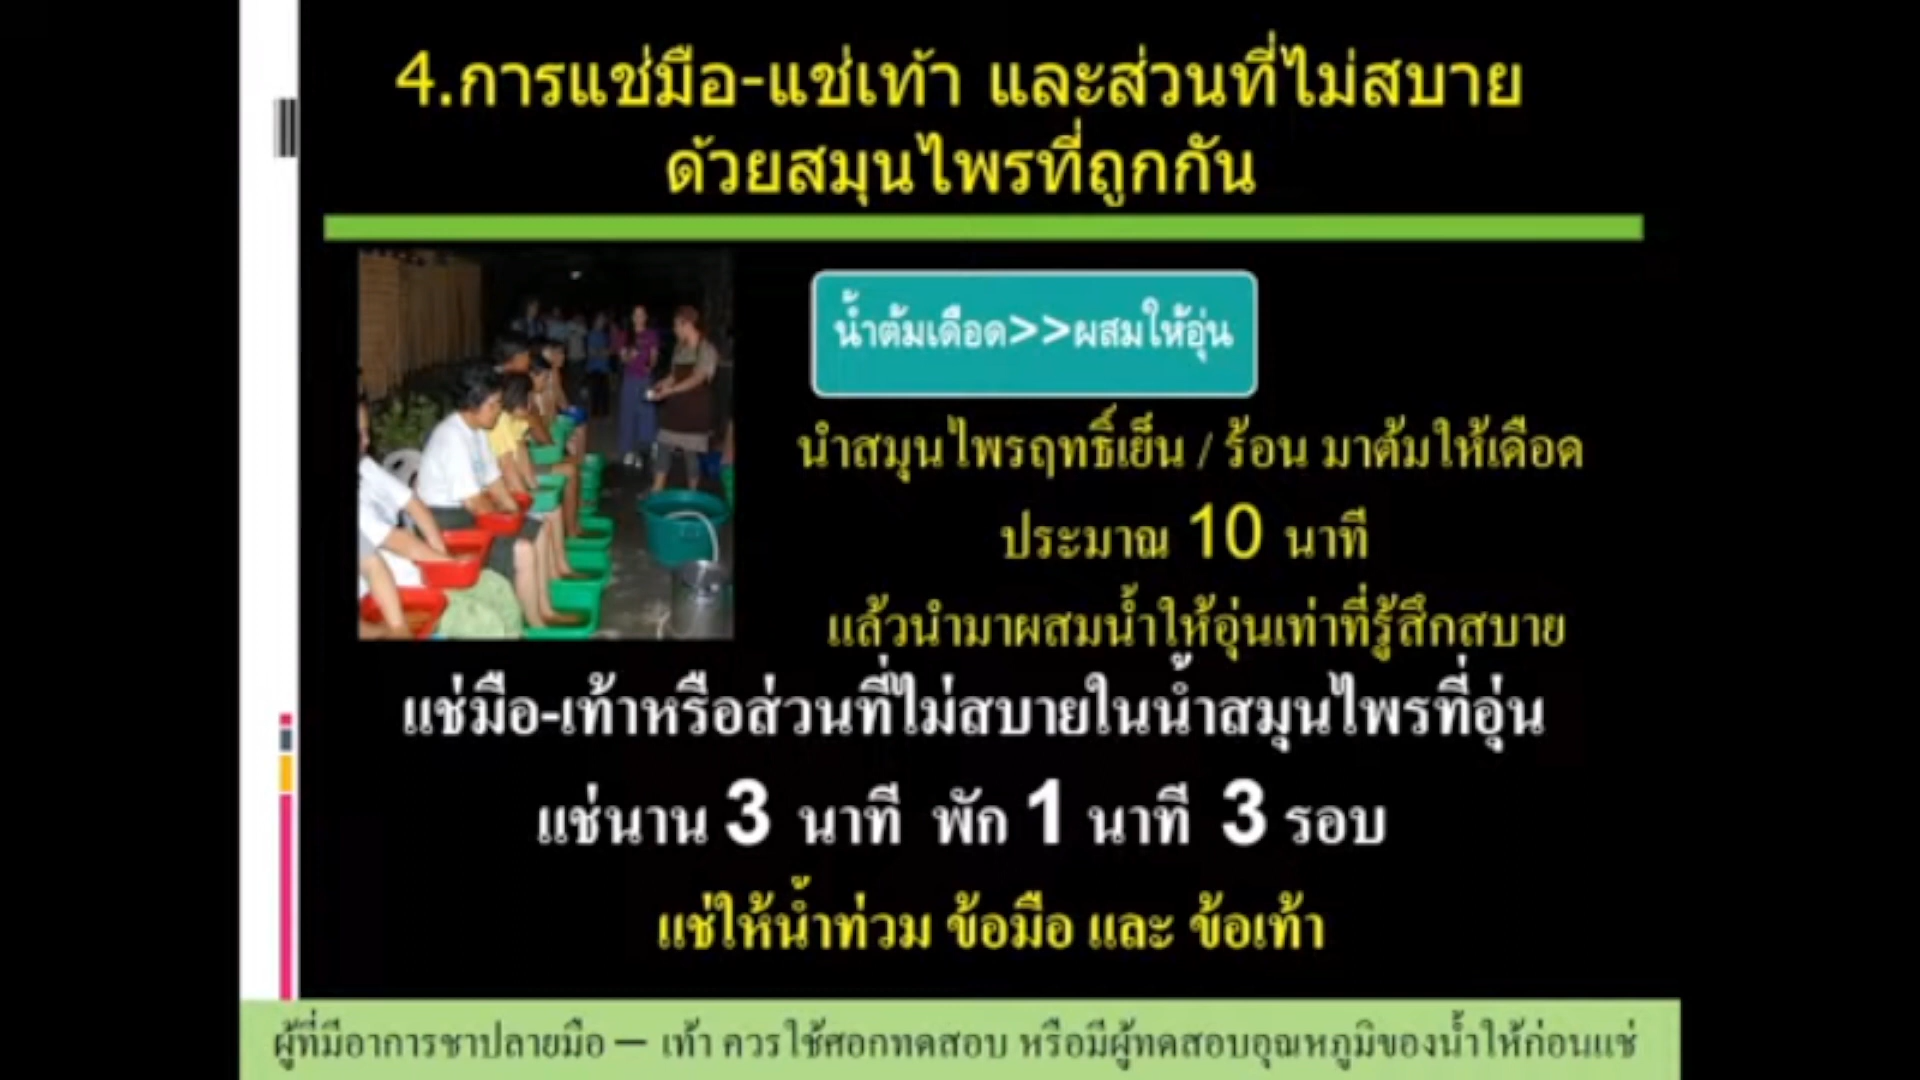 4.การแช่มือ-แช่เท้า และส่วนที่ไม่สบาย
ด้วยสมุนไพรที่ถูกกัน
น้ำต้มเดือด>>ผสมให้อุ่น
นำสมุนไพรฤทธิ์เย็น / ร้อน มาต้มให้เดือด
ประมาณ 10 นาที
แล้วนำมาผสมน้ำให้อุ่นเท่าที่รู้สึกสบาย
แช่มือ-เท้าหรือส่วนที่ไม่สบายในน้ำสมุนไพรที่อุ่น
แช่นาน 3 นาที พัก 1 นาที 3 รอบ
แช่ให้น้ำท่วม ข้อมือ และ ข้อเท้า
ผู้ที่มีอาการชาปลายมือ – เท้า ควรใช้ศอกทดสอบ หรือมีผู้ทดสอบอุณหภูมิของน้ำให้ก่อนแช่